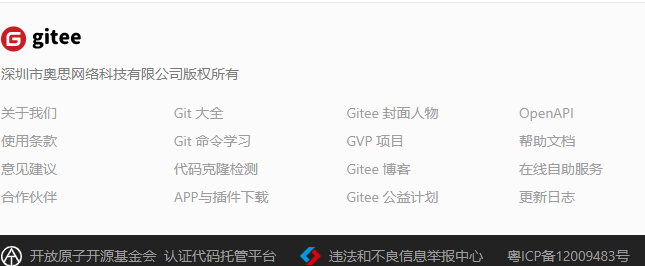 gitee
深圳市奥思网络科技有限公司版权所有
关于我们 Git 大全 Gitee 封面人物 OpenAPI
使用条款 Git 命令学习 GVP 项目 帮助文档
意见建议 代码克隆检测 Gitee 博客 在线自助服务
合作伙伴 APP与插件下载 Gitee 公益计划 更新日志
开放原子开源基金会 认证代码托管平台 违法和不良信息举报中心 粤ICP备12009483号